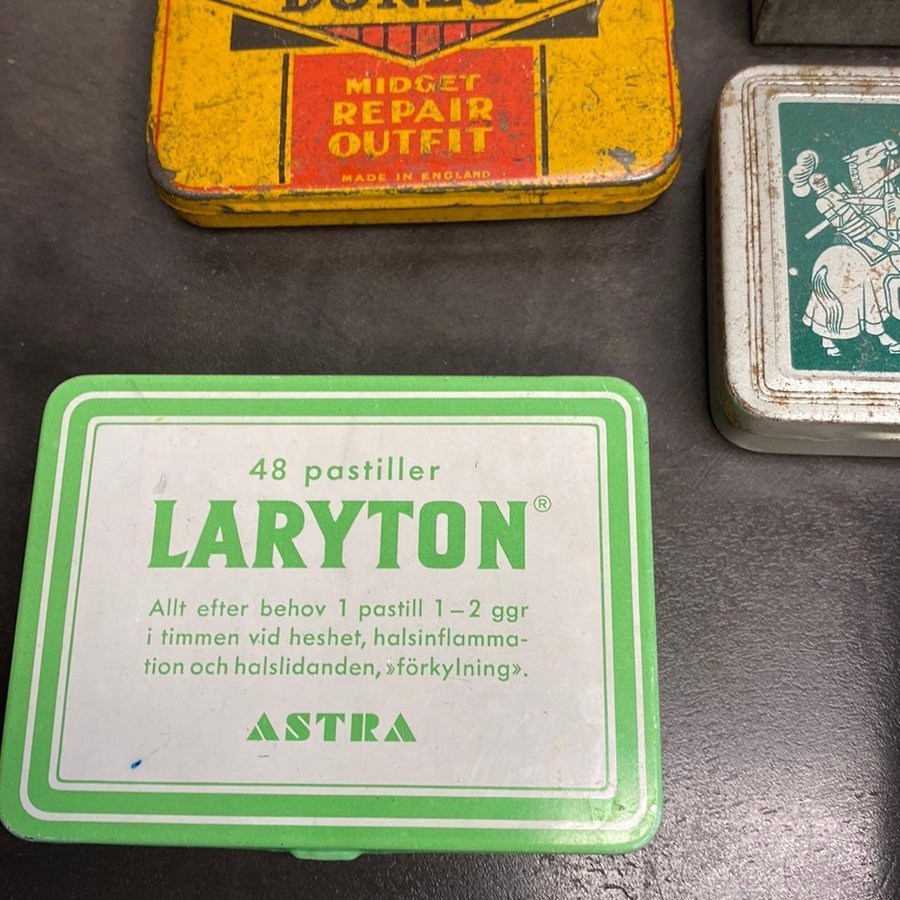 DUNLOP
MIDGET
REPAIR
OUTFIT
MADE IN ENGLAND
48 pastiller
LARYTON®
Allt efter behov 1 pastill 1–2 ggr
i timmen vid heshet, halsinflamma-
tion och halslidanden, »förkylning».
ASTRA